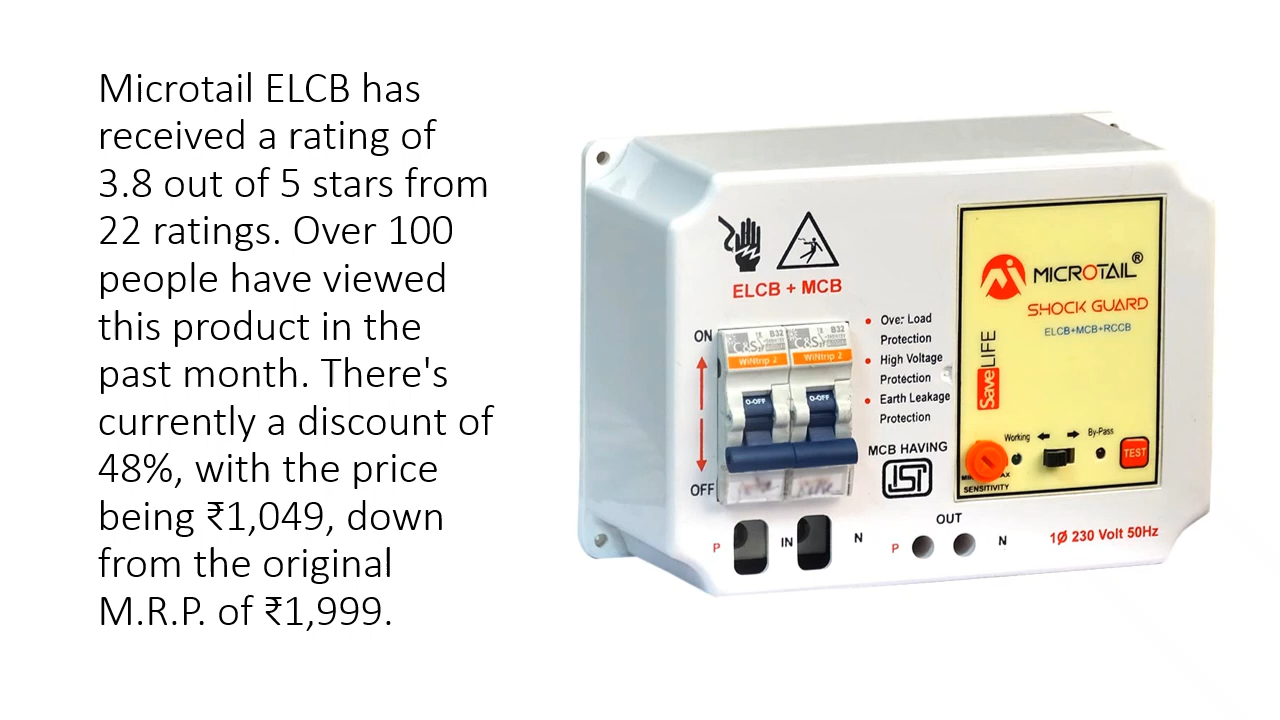 Microtail ELCB has
received a rating of
3.8 out of 5 stars from
22 ratings. Over 100
people have viewed
this product in the
past month. There's
currently a discount of
48%, with the price
being ₹1,049, down
from the original
M.R.P. of ₹1,999.
ELCB + MCB
ON
OFF
B32
C&S
WiNtrip 2
O-OFF
B32
C&S
WiNtrip 2
O-OFF
Over Load
Protection
High Voltage
Protection
Earth Leakage
Protection
MCB HAVING
ISI
P IN N
OUT
P N
1Ø 230 Volt 50Hz
MICROTAIL®
SHOCK GUARD
ELCB+MCB+RCCB
SaveLIFE
Working By-Pass
TEST
SENSITIVITY